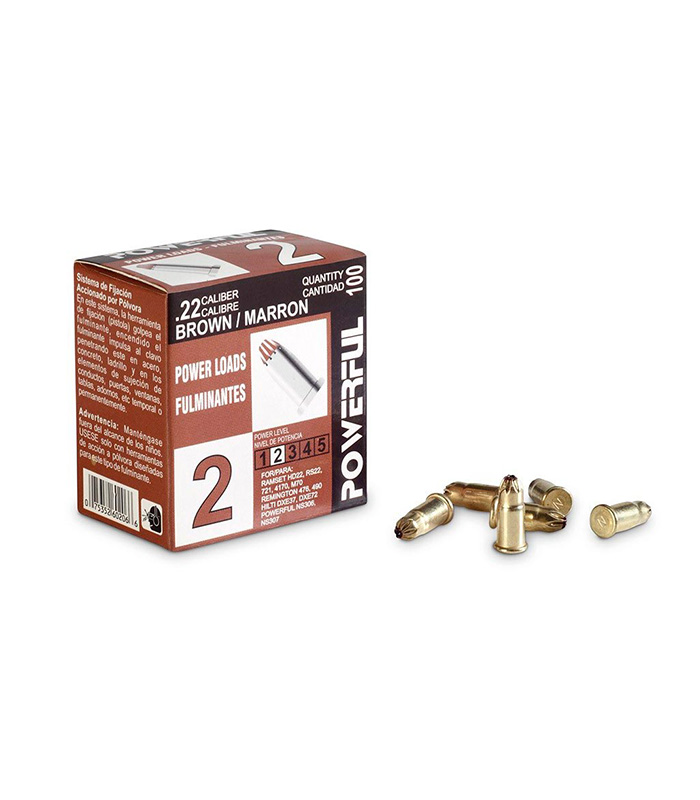 POWERFUL
POWER LOADS - FULMINANTES
2
Sistema de Fijación
Accionado por Pólvora
En este sistema, la herramienta
de fijación (pistola) golpea el
fulminante, encendido el
fulminante impulsa al clavo
penetrando este en acero,
concreto, ladrillo y en los
elementos de sujeción de
conductos, puertas, ventanas,
tablas, adornos, etc temporal o
permanentemente.
Advertencia: Manténgase
fuera del alcance de los niños.
USESE solo con herramientas
de acción a pólvora diseñadas
para este tipo de fulminante.
0 75352 60206 6
.22 CALIBER
CALIBRE
BROWN / MARRON
QUANTITY
CANTIDAD
100
POWER LOADS
FULMINANTES
POWER LEVEL
NIVEL DE POTENCIA
1 2 3 4 5
2
FOR/PARA:
RAMSET HD22, RS22,
721, 4170, M70
REMINGTON 476, 490
HILTI DXE37, DXE72
POWERFUL NS306,
NS307
POWERFUL